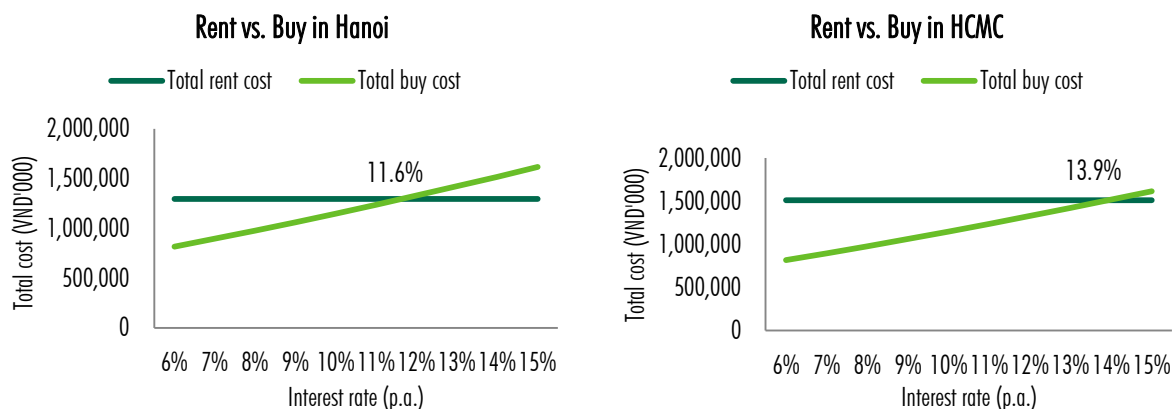 Rent vs. Buy in Hanoi
Total rent cost
Total buy cost
Total cost (VND'000)
2,000,000
1,500,000
1,000,000
500,000
0
11.6%
6% 7% 8% 9% 10% 11% 12% 13% 14% 15%
Interest rate (p.a.)
Rent vs. Buy in HCMC
Total rent cost
Total buy cost
Total cost (VND'000)
2,000,000
1,500,000
1,000,000
500,000
0
13.9%
6% 7% 8% 9% 10% 11% 12% 13% 14% 15%
Interest rate (p.a.)